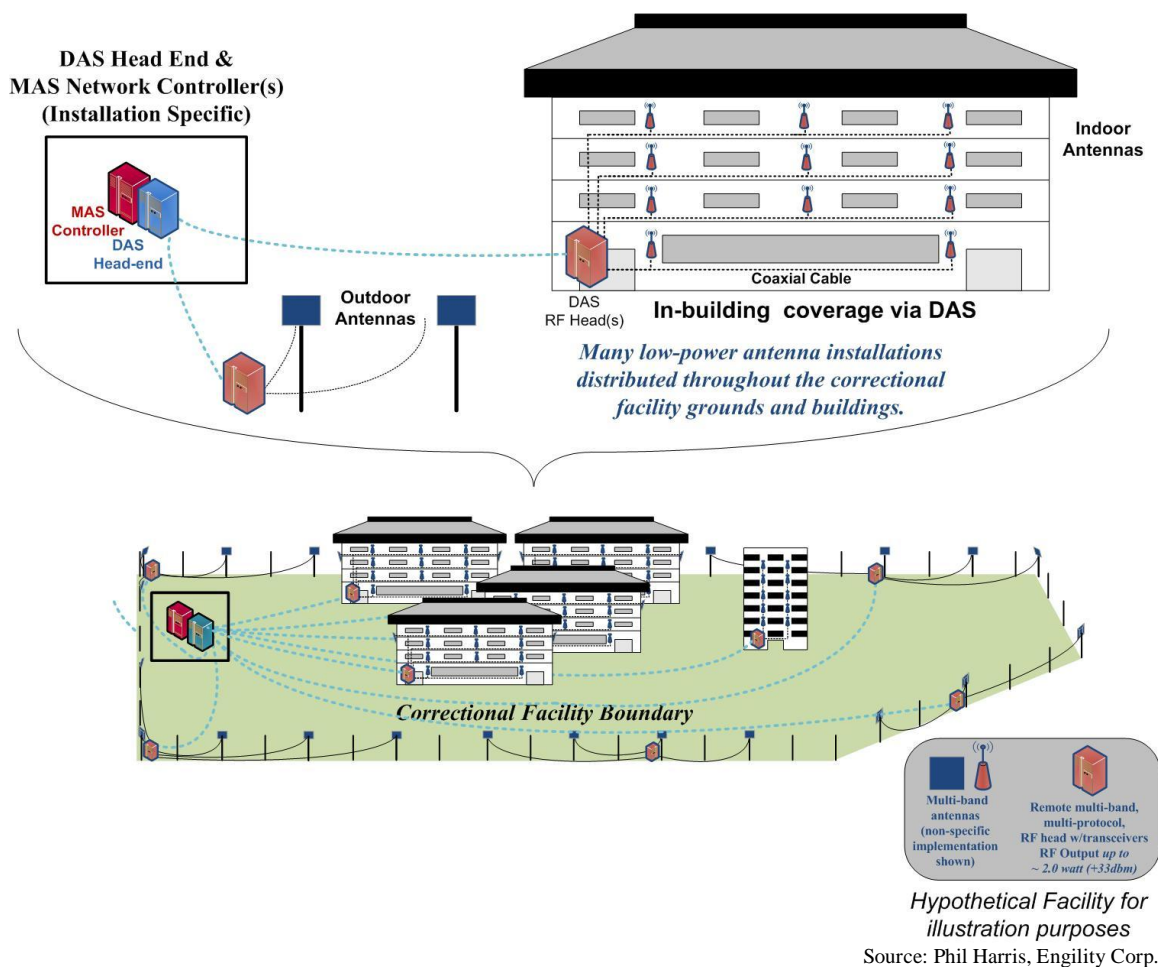 DAS Head End &
MAS Network Controller(s)
(Installation Specific)
MAS
Controller
DAS
Head-end
Outdoor
Antennas
Indoor
Antennas
Coaxial Cable
DAS
RF Head(s)
In-building coverage via DAS
Many low-power antenna installations
distributed throughout the correctional
facility grounds and buildings.
Correctional Facility Boundary
Multi-band
antennas
(non-specific
implementation
shown)
Remote multi-band,
multi-protocol,
RF head w/transceivers
RF Output up to
~ 2.0 watt (+33dbm)
Hypothetical Facility for
illustration purposes
Source: Phil Harris, Engility Corp.